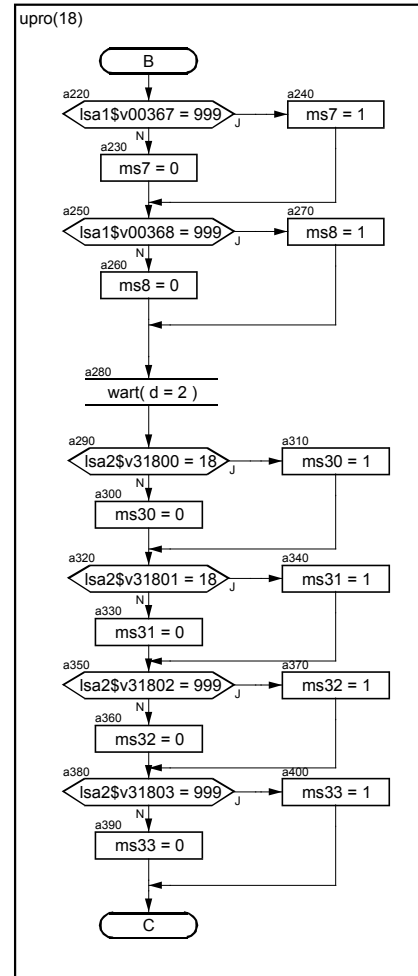 upro(18)
B
a220
lsa1$v00367 = 999
J
N
a240
ms7 = 1
a230
ms7 = 0
a250
lsa1$v00368 = 999
J
N
a270
ms8 = 1
a260
ms8 = 0
a280
wart( d = 2 )
a290
lsa2$v31800 = 18
J
N
a310
ms30 = 1
a300
ms30 = 0
a320
lsa2$v31801 = 18
J
N
a340
ms31 = 1
a330
ms31 = 0
a350
lsa2$v31802 = 999
J
N
a370
ms32 = 1
a360
ms32 = 0
a380
lsa2$v31803 = 999
J
N
a400
ms33 = 1
a390
ms33 = 0
C